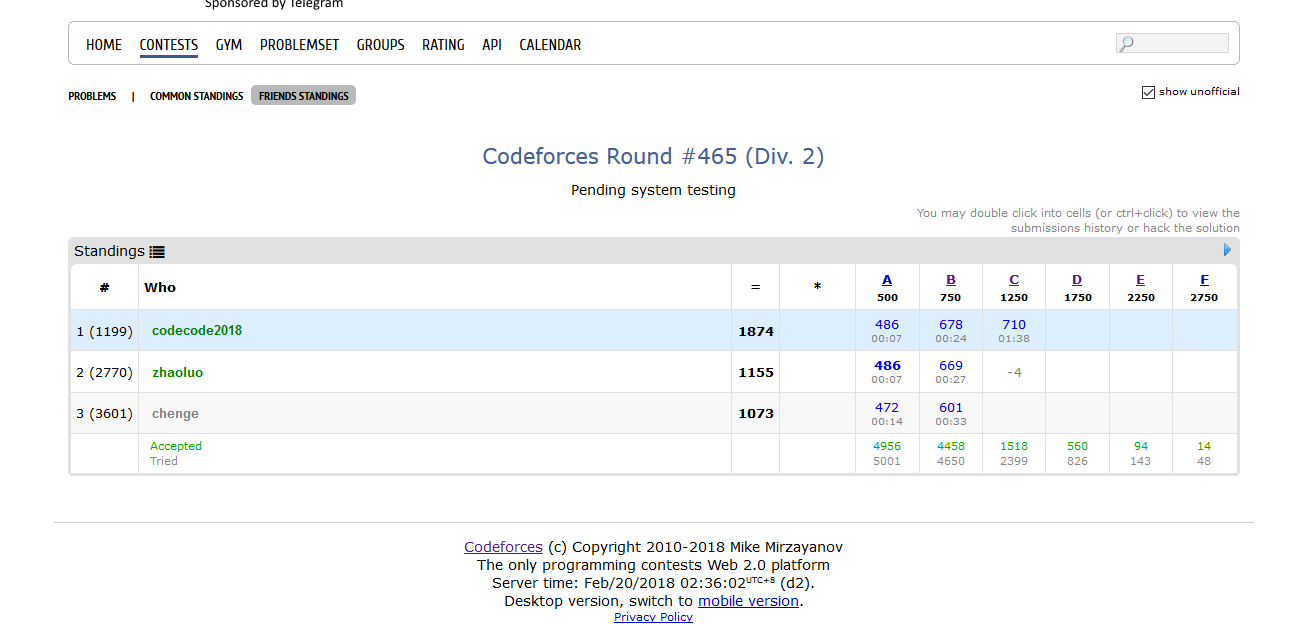 Sponsored by Telegram
HOME CONTESTS GYM PROBLEMSET GROUPS RATING API CALENDAR
PROBLEMS | COMMON STANDINGS FRIENDS STANDINGS
show unofficial
Codeforces Round #465 (Div. 2)
Pending system testing
You may double click into cells (or ctrl+click) to view the
submissions history or hack the solution
Standings
# Who = * A B C D E F
500 750 1250 1750 2250 2750
1 (1199) codecode2018 1874 486 678 710
00:07 00:24 01:38
2 (2770) zhaoluo 1155 486 669 -4
00:07 00:27
3 (3601) chenge 1073 472 601
00:14 00:33
Accepted 4956 4458 1518 560 94 14
Tried 5001 4650 2399 826 143 48
Codeforces (c) Copyright 2010-2018 Mike Mirzayanov
The only programming contests Web 2.0 platform
Server time: Feb/20/2018 02:36:02UTC+8 (d2).
Desktop version, switch to mobile version.
Privacy Policy